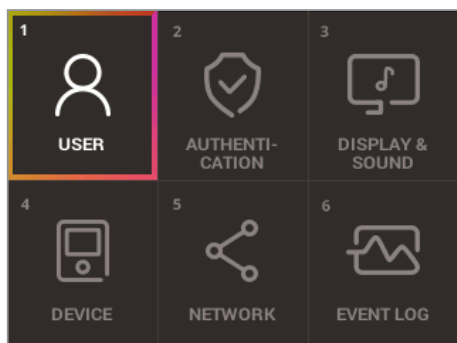 1
USER
2
AUTHENTI-
CATION
3
DISPLAY &
SOUND
4
DEVICE
5
NETWORK
6
EVENT LOG